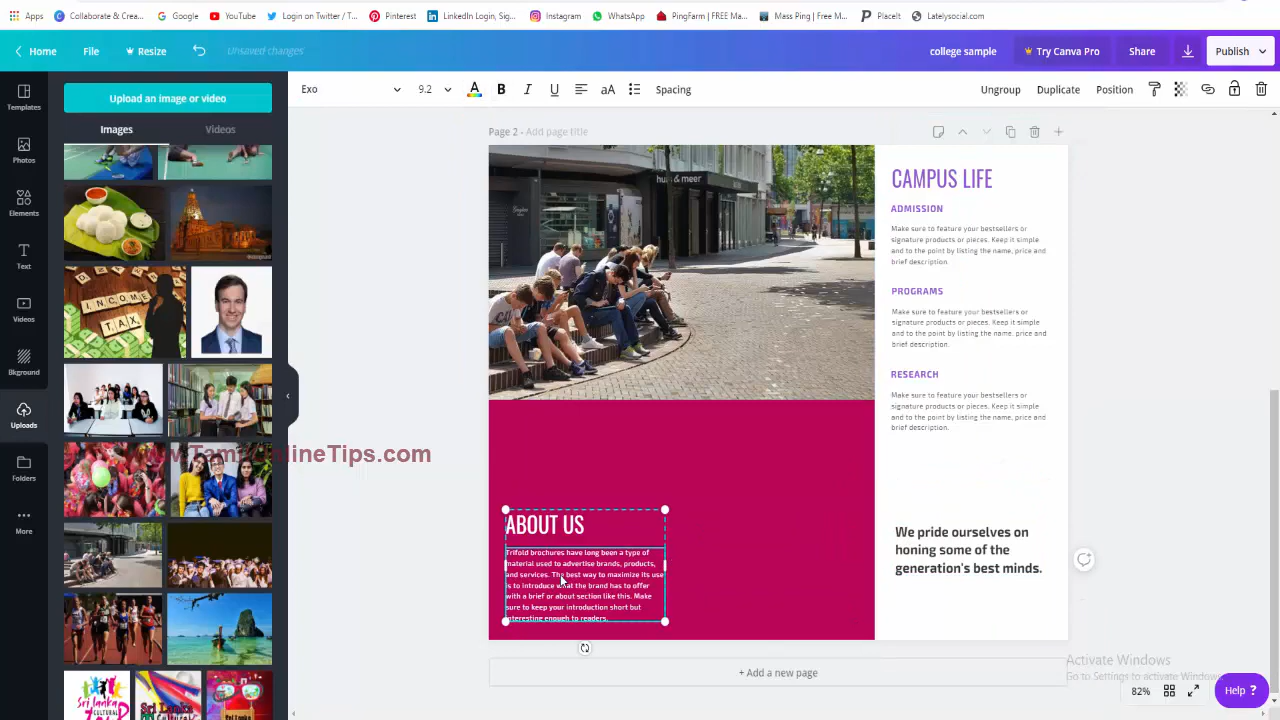 Apps
Collaborate & Crea...
Google
YouTube
Login on Twitter / T...
Pinterest
LinkedIn Login, Sig...
Instagram
WhatsApp
PingFarm | FREE Ma...
Mass Ping | Free M...
PlaceIt
Latelysocial.com
Home
File
Resize
Unsaved changes
college sample
Try Canva Pro
Share
Publish
Templates
Photos
Elements
Text
Videos
Bkground
Uploads
Folders
More
Upload an image or video
Images
Videos
INCOME
TAX
Exo
9.2
A
B
I
U
aA
Spacing
Ungroup
Duplicate
Position
Page 2 - Add page title
CAMPUS LIFE
ADMISSION
Make sure to feature your bestsellers or
signature products or pieces. Keep it simple
and to the point by listing the name, price and
brief description.
PROGRAMS
Make sure to feature your bestsellers or
signature products or pieces. Keep it simple
and to the point by listing the name, price and
brief description.
RESEARCH
Make sure to feature your bestsellers or
signature products or pieces. Keep it simple
and to the point by listing the name, price and
brief description.
We pride ourselves on
honing some of the
generation's best minds.
ABOUT US
Trifold brochures have long been a type of
material used to advertise brands, products,
and services. The best way to maximize its use
is to introduce what the brand has to offer
with a brief or about section like this. Make
sure to keep your introduction short but
interesting enough to readers.
+ Add a new page
Activate Windows
Go to Settings to activate Windows.
82%
Help ?